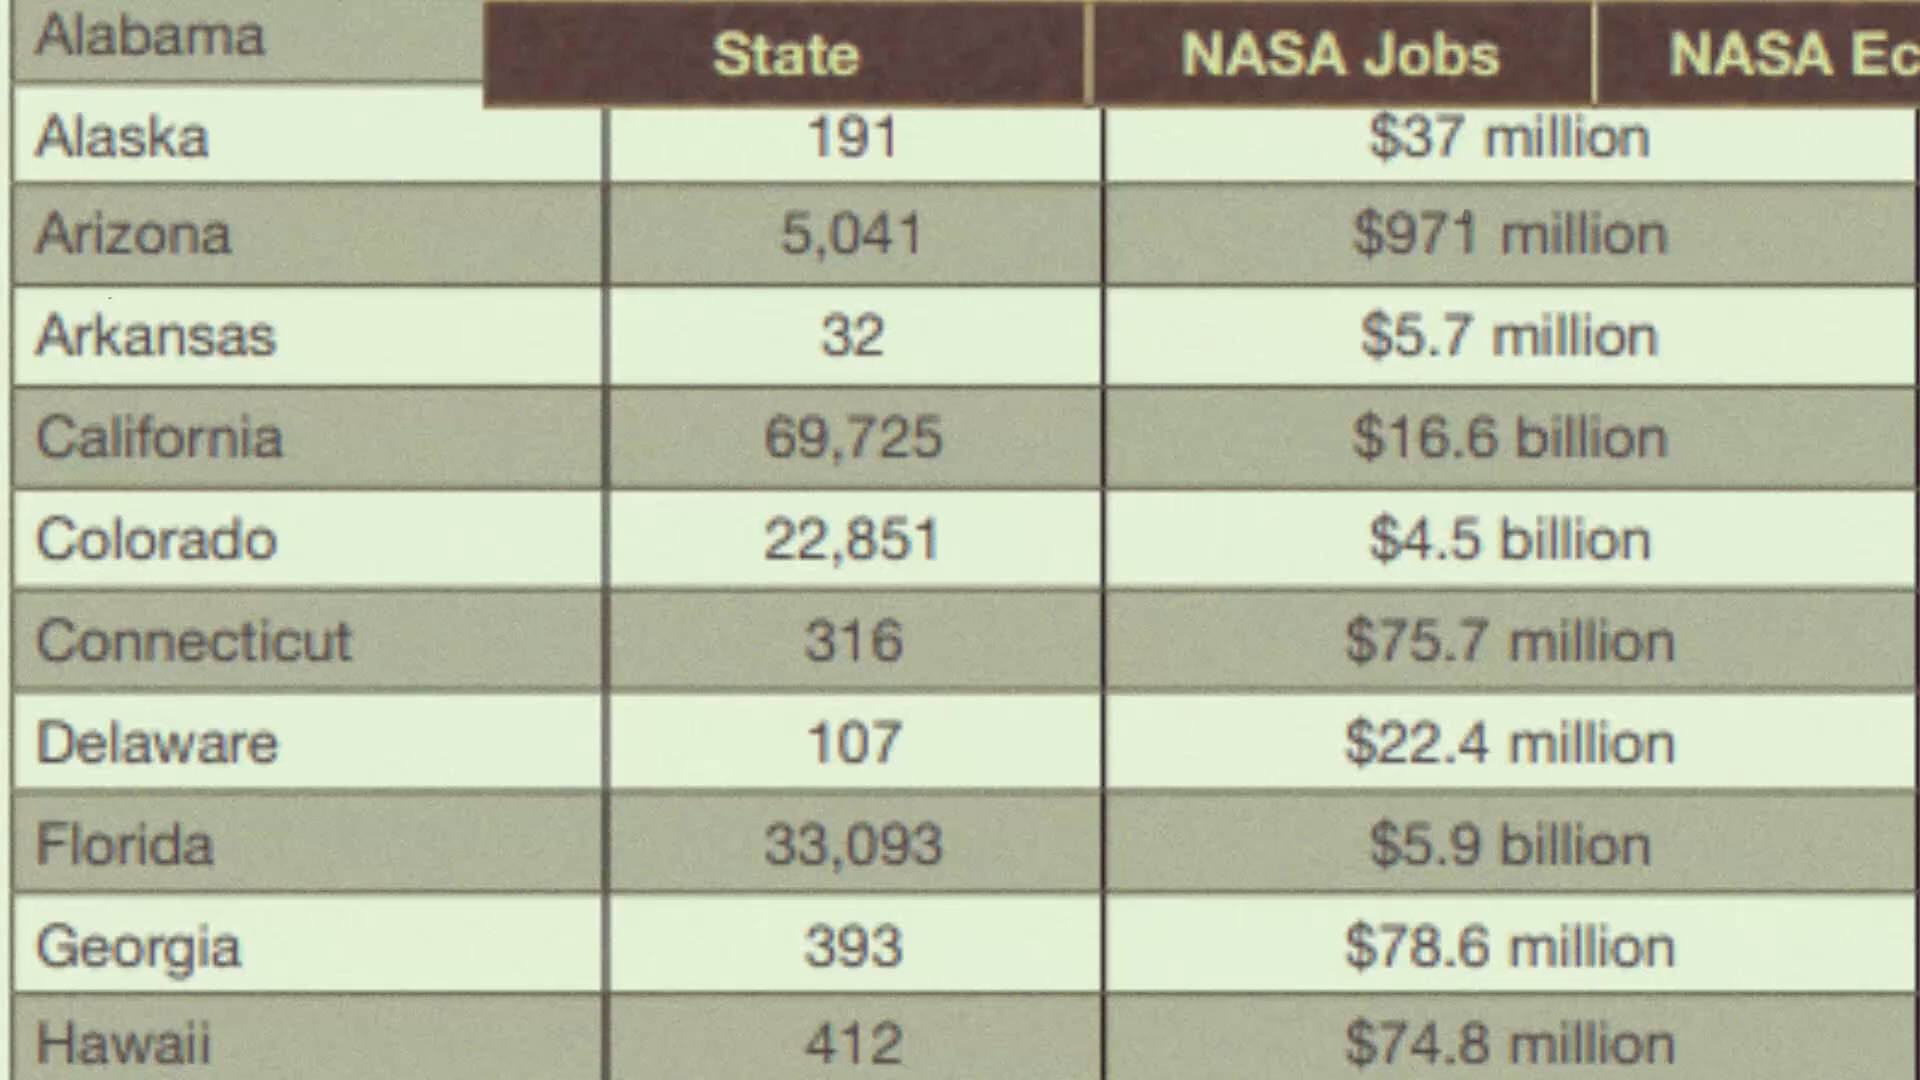 Alabama
State NASA Jobs NASA Ec
Alaska 191 $37 million
Arizona 5,041 $971 million
Arkansas 32 $5.7 million
California 69,725 $16.6 billion
Colorado 22,851 $4.5 billion
Connecticut 316 $75.7 million
Delaware 107 $22.4 million
Florida 33,093 $5.9 billion
Georgia 393 $78.6 million
Hawaii 412 $74.8 million